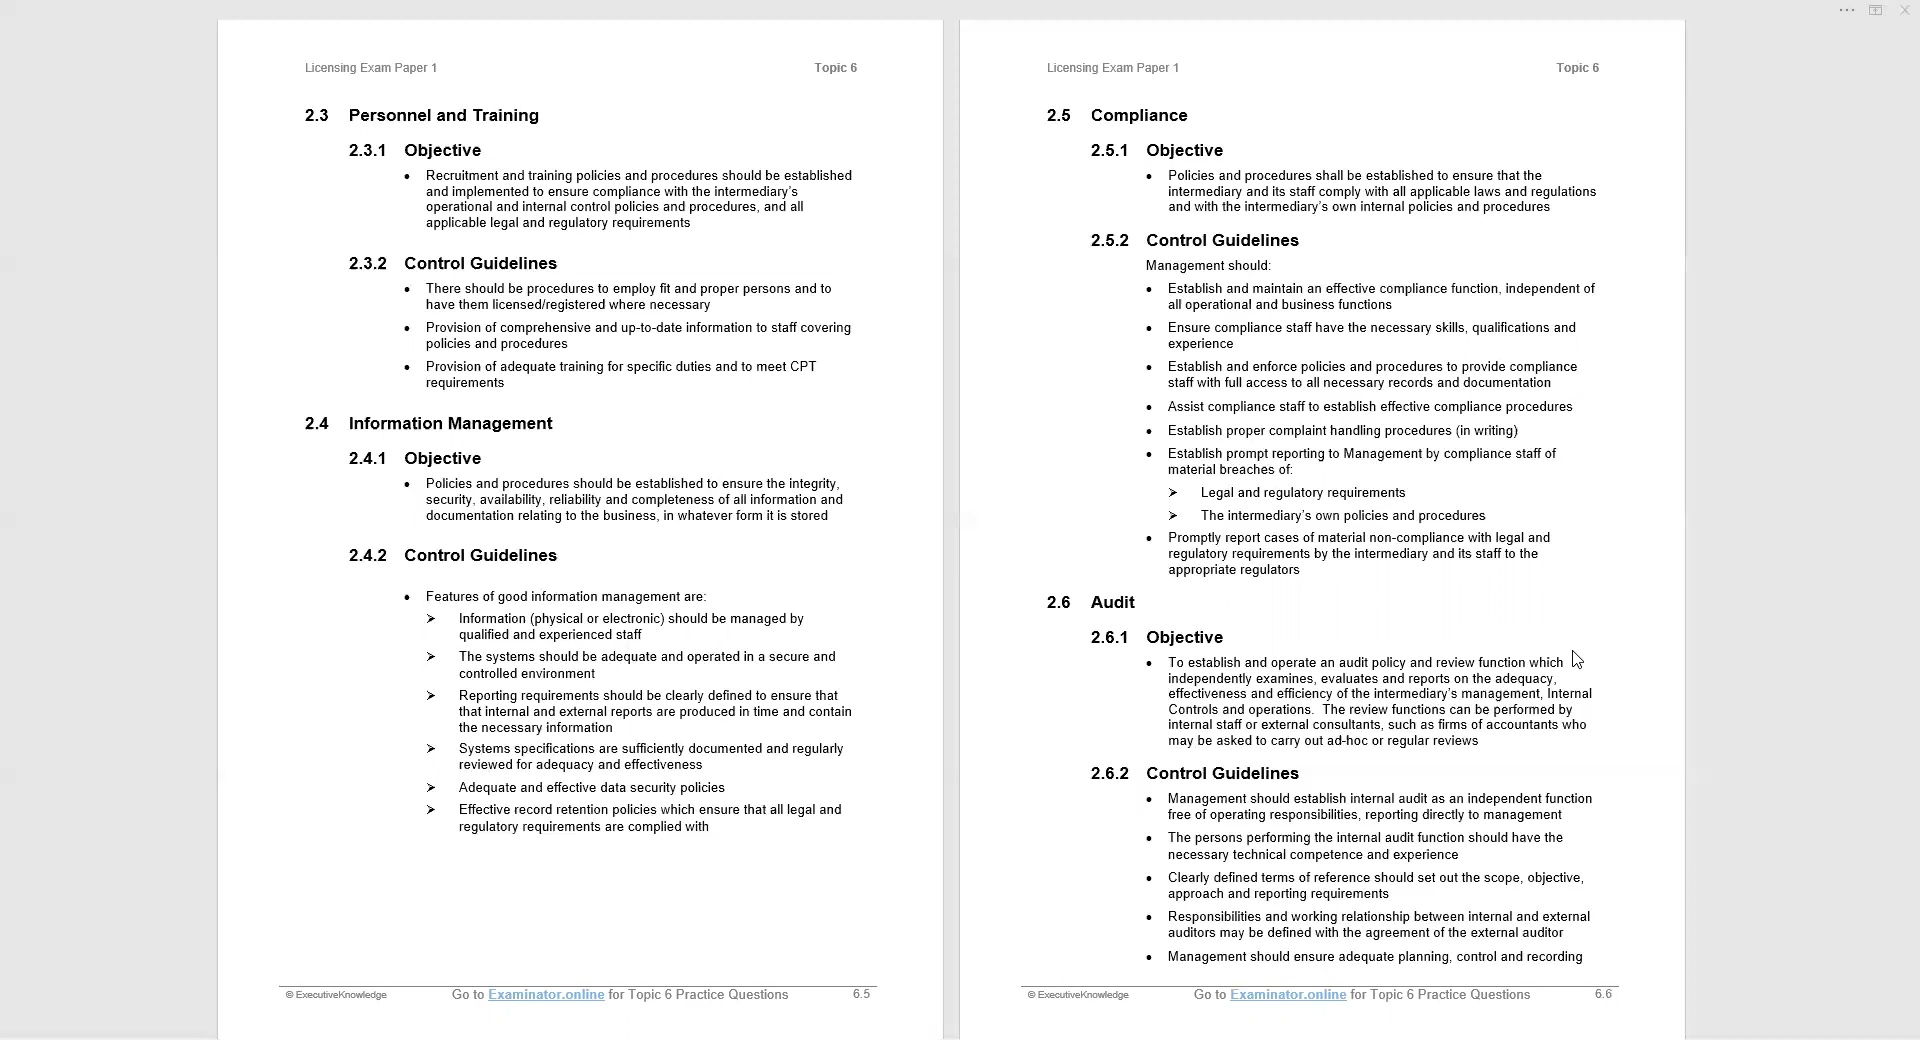 Licensing Exam Paper 1 Topic 6
2.3 Personnel and Training
2.3.1 Objective
• Recruitment and training policies and procedures should be established
and implemented to ensure compliance with the intermediary's
operational and internal control policies and procedures, and all
applicable legal and regulatory requirements
2.3.2 Control Guidelines
• There should be procedures to employ fit and proper persons and to
have them licensed/registered where necessary
• Provision of comprehensive and up-to-date information to staff covering
policies and procedures
• Provision of adequate training for specific duties and to meet CPT
requirements
2.4 Information Management
2.4.1 Objective
• Policies and procedures should be established to ensure the integrity,
security, availability, reliability and completeness of all information and
documentation relating to the business, in whatever form it is stored
2.4.2 Control Guidelines
• Features of good information management are:
➢ Information (physical or electronic) should be managed by
qualified and experienced staff
➢ The systems should be adequate and operated in a secure and
controlled environment
➢ Reporting requirements should be clearly defined to ensure that
that internal and external reports are produced in time and contain
the necessary information
➢ Systems specifications are sufficiently documented and regularly
reviewed for adequacy and effectiveness
➢ Adequate and effective data security policies
➢ Effective record retention policies which ensure that all legal and
regulatory requirements are complied with
© ExecutiveKnowledge Go to Examinator.online for Topic 6 Practice Questions 6.5
Licensing Exam Paper 1 Topic 6
2.5 Compliance
2.5.1 Objective
• Policies and procedures shall be established to ensure that the
intermediary and its staff comply with all applicable laws and regulations
and with the intermediary's own internal policies and procedures
2.5.2 Control Guidelines
Management should:
• Establish and maintain an effective compliance function, independent of
all operational and business functions
• Ensure compliance staff have the necessary skills, qualifications and
experience
• Establish and enforce policies and procedures to provide compliance
staff with full access to all necessary records and documentation
• Assist compliance staff to establish effective compliance procedures
• Establish proper complaint handling procedures (in writing)
• Establish prompt reporting to Management by compliance staff of
material breaches of:
➢ Legal and regulatory requirements
➢ The intermediary's own policies and procedures
• Promptly report cases of material non-compliance with legal and
regulatory requirements by the intermediary and its staff to the
appropriate regulators
2.6 Audit
2.6.1 Objective
• To establish and operate an audit policy and review function which
independently examines, evaluates and reports on the adequacy,
effectiveness and efficiency of the intermediary's management, Internal
Controls and operations. The review functions can be performed by
internal staff or external consultants, such as firms of accountants who
may be asked to carry out ad-hoc or regular reviews
2.6.2 Control Guidelines
• Management should establish internal audit as an independent function
free of operating responsibilities, reporting directly to management
• The persons performing the internal audit function should have the
necessary technical competence and experience
• Clearly defined terms of reference should set out the scope, objective,
approach and reporting requirements
• Responsibilities and working relationship between internal and external
auditors may be defined with the agreement of the external auditor
• Management should ensure adequate planning, control and recording
© ExecutiveKnowledge Go to Examinator.online for Topic 6 Practice Questions 6.6